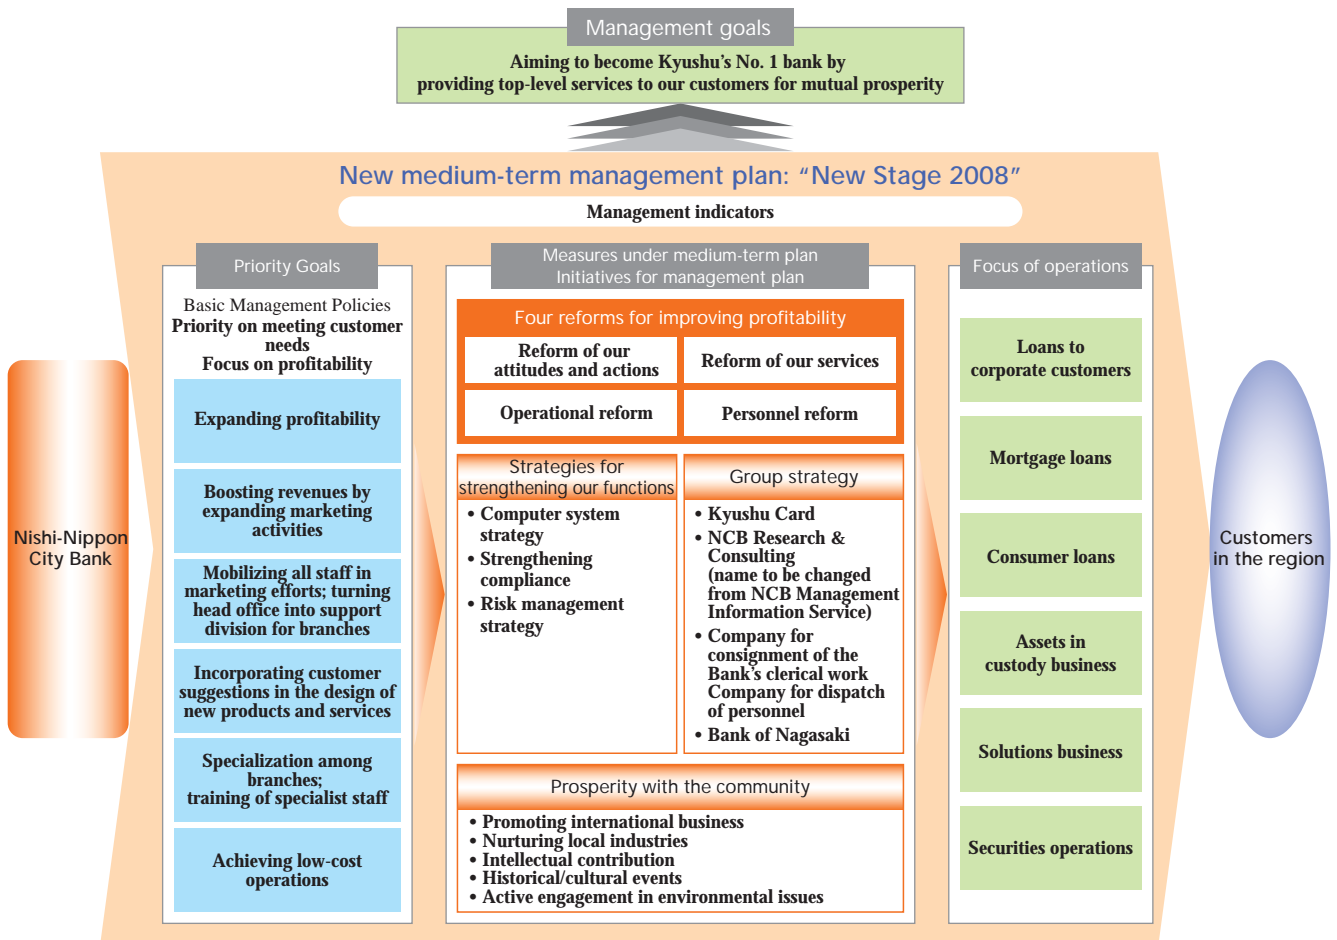 Management goals
Aiming to become Kyushu's No. 1 bank by
providing top-level services to our customers for mutual prosperity
New medium-term management plan: “New Stage 2008”
Management indicators
Nishi-Nippon
City Bank
Priority Goals
Basic Management Policies
Priority on meeting customer
needs
Focus on profitability
Expanding profitability
Boosting revenues by
expanding marketing
activities
Mobilizing all staff in
marketing efforts; turning
head office into support
division for branches
Incorporating customer
suggestions in the design of
new products and services
Specialization among
branches;
training of specialist staff
Achieving low-cost
operations
Measures under medium-term plan
Initiatives for management plan
Four reforms for improving profitability
Reform of our
attitudes and actions
Reform of our services
Operational reform
Personnel reform
Strategies for
strengthening our functions
• Computer system
strategy
• Strengthening
compliance
• Risk management
strategy
Group strategy
• Kyushu Card
• NCB Research &
Consulting
(name to be changed
from NCB Management
Information Service)
• Company for
consignment of the
Bank's clerical work
Company for dispatch
of personnel
• Bank of Nagasaki
Prosperity with the community
• Promoting international business
• Nurturing local industries
• Intellectual contribution
• Historical/cultural events
• Active engagement in environmental issues
Focus of operations
Loans to
corporate customers
Mortgage loans
Consumer loans
Assets in
custody business
Solutions business
Securities operations
Customers
in the region